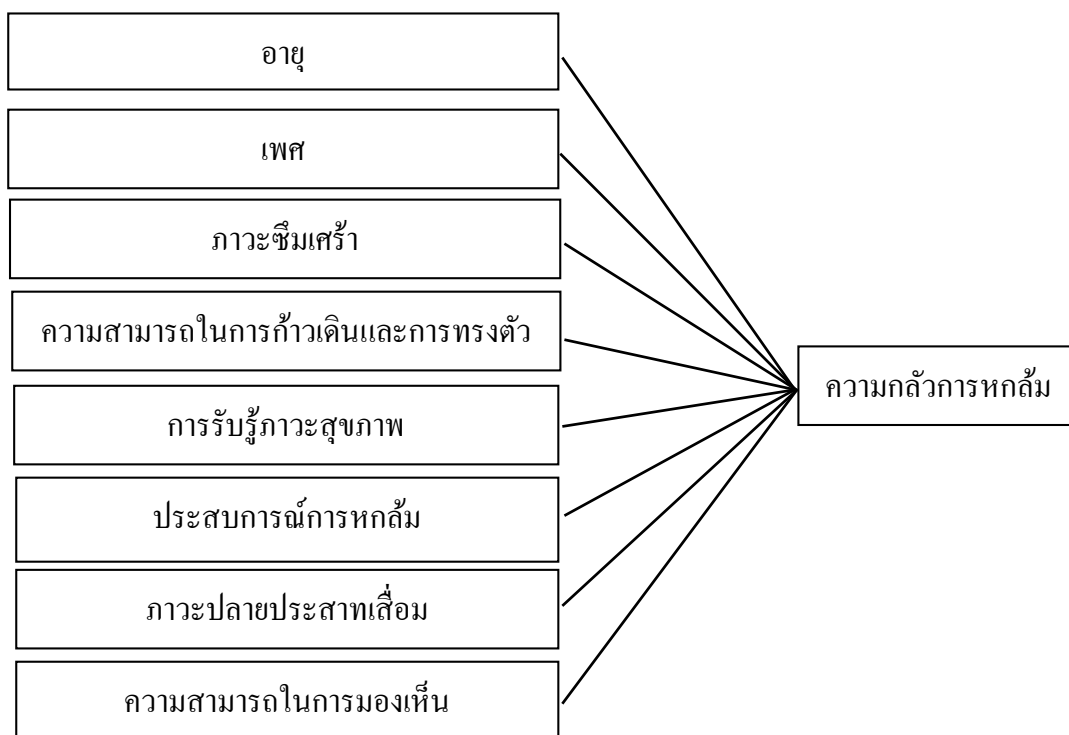 อายุ
เพศ
ภาวะซึมเศร้า
ความสามารถในการก้าวเดินและการทรงตัว
การรับรู้ภาวะสุขภาพ
ประสบการณ์การหกล้ม
ภาวะปลายประสาทเสื่อม
ความสามารถในการมองเห็น
ความกลัวการหกล้ม